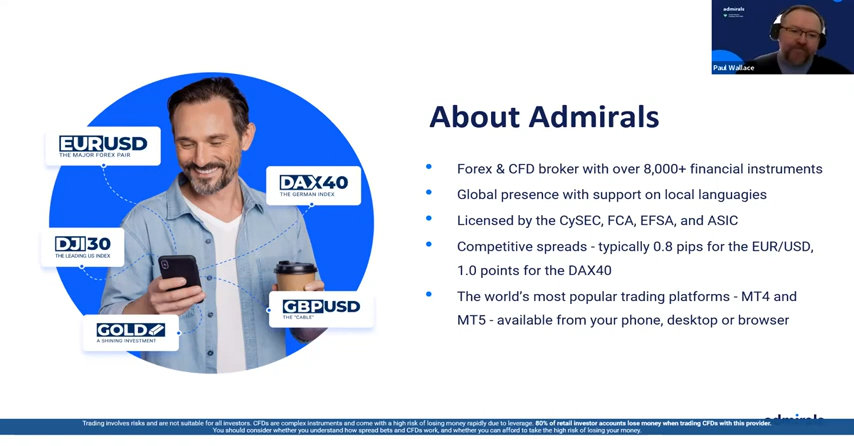 admirals
Paul Wallace
About Admirals
EURUSD
THE MAJOR FOREX PAIR
DAX40
THE GERMAN INDEX
DJI30
THE LEADING US INDEX
GBPUSD
THE "CABLE"
GOLD
A SHINING INVESTMENT
• Forex & CFD broker with over 8,000+ financial instruments
• Global presence with support on local languagies
• Licensed by the CySEC, FCA, EFSA, and ASIC
• Competitive spreads - typically 0.8 pips for the EUR/USD,
1.0 points for the DAX40
• The world's most popular trading platforms - MT4 and
MT5 - available from your phone, desktop or browser
admirals
Trading involves risks and are not suitable for all investors. CFDs are complex instruments and come with a high risk of losing money rapidly due to leverage. 80% of retail investor accounts lose money when trading CFDs with this provider.
You should consider whether you understand how spread bets and CFDs work, and whether you can afford to take the high risk of losing your money.